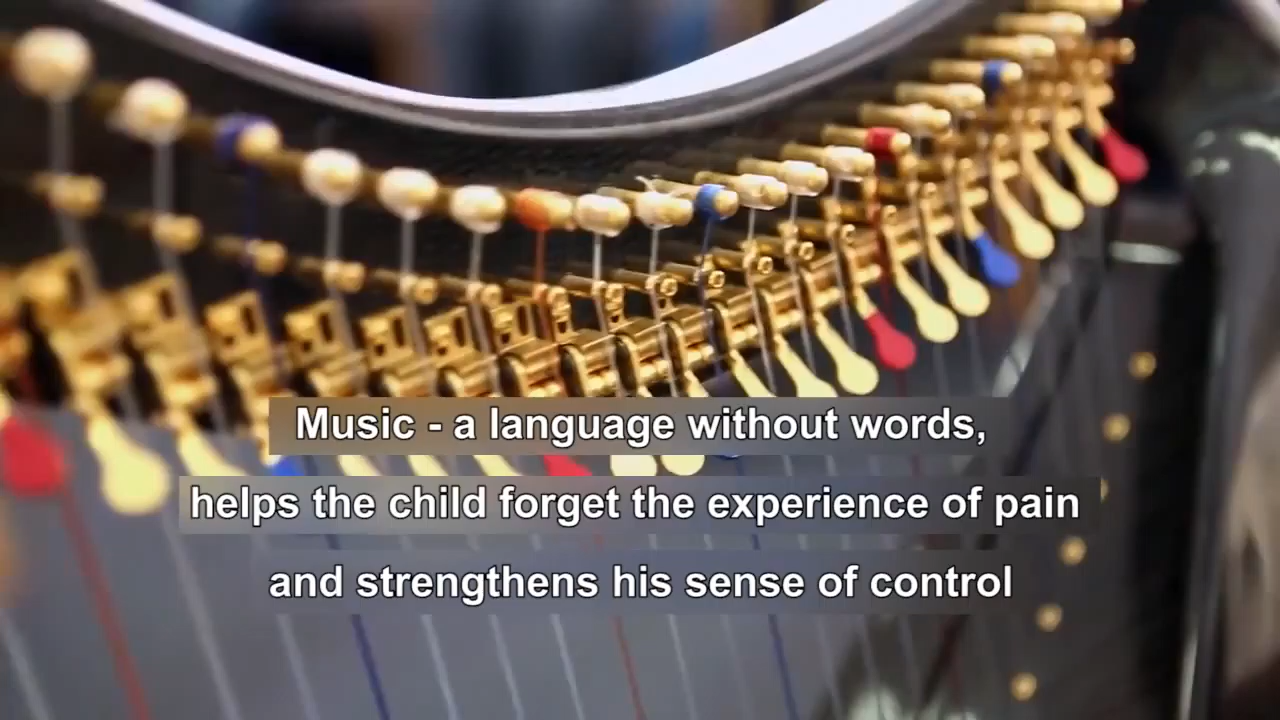 Music - a language without words,
helps the child forget the experience of pain
and strengthens his sense of control